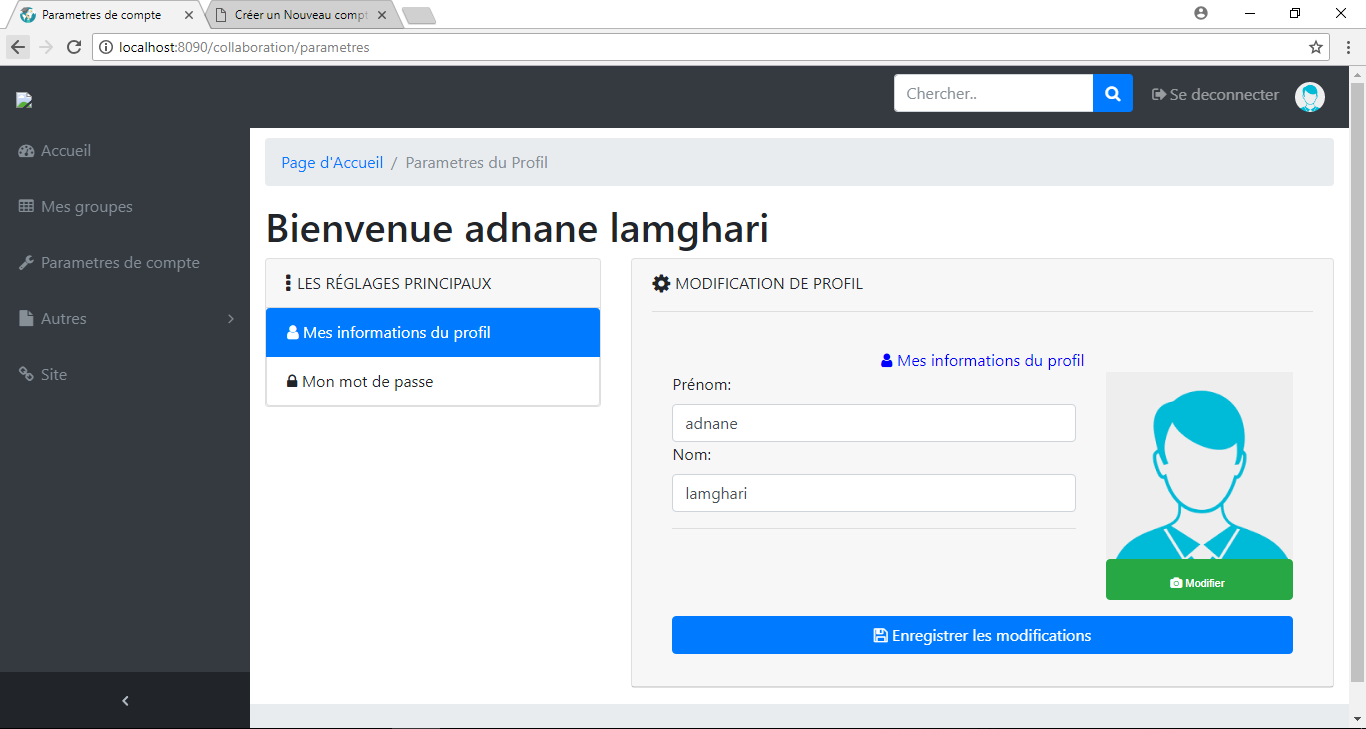 Parametres de compte
Créer un Nouveau compt
localhost:8090/collaboration/parametres
Chercher..
Se deconnecter
Accueil
Mes groupes
Parametres de compte
Autres
Site
Page d'Accueil / Parametres du Profil
Bienvenue adnane lamghari
LES RÉGLAGES PRINCIPAUX
Mes informations du profil
Mon mot de passe
MODIFICATION DE PROFIL
Mes informations du profil
Prénom:
adnane
Nom:
lamghari
Modifier
Enregistrer les modifications